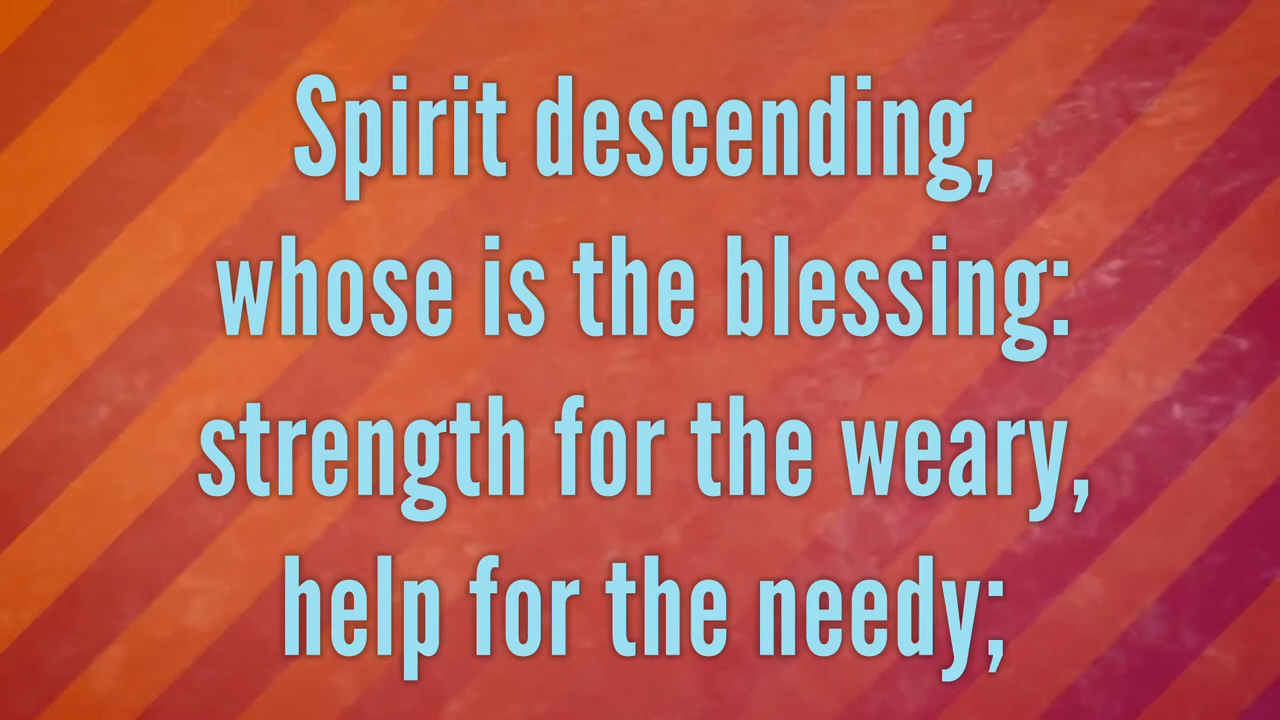 Spirit descending,
whose is the blessing:
strength for the weary,
help for the needy;